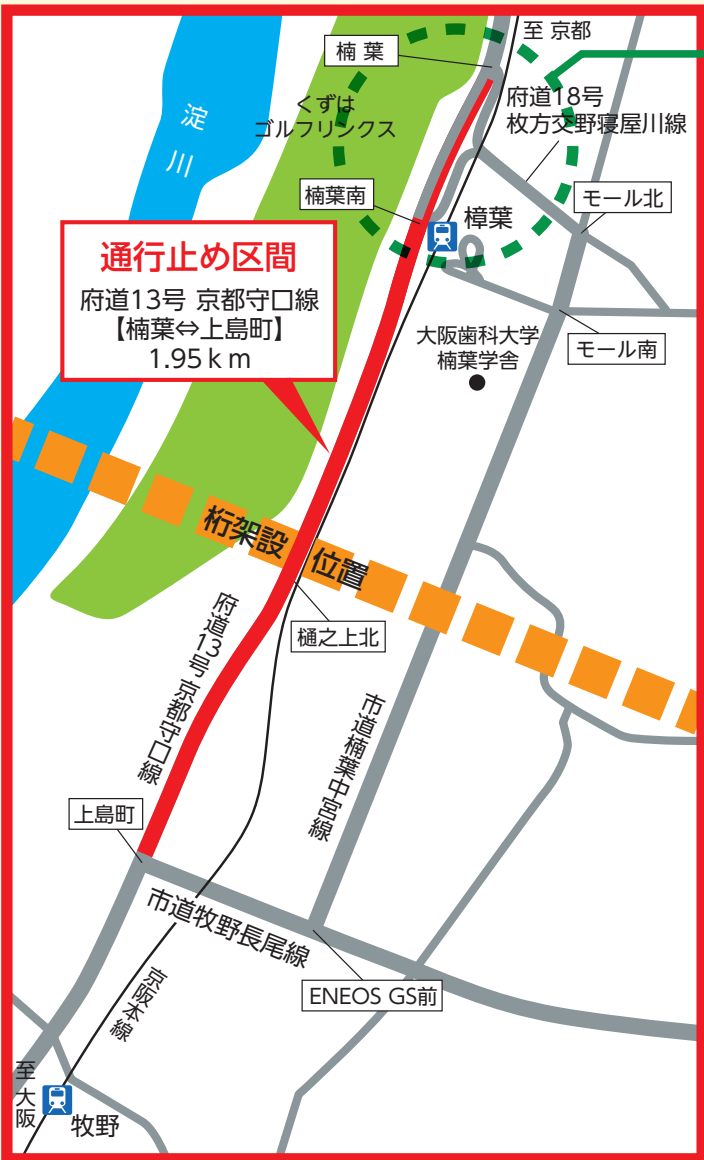 至 京都
楠 葉
くずは
ゴルフリンクス
府道18号
枚方交野寝屋川線
淀川
楠葉南
樟葉
モール北
通行止め区間
府道13号 京都守口線
【楠葉⇔上島町】
1.95ｋｍ
大阪歯科大学
楠葉学舎
モール南
桁架設 位置
樋之上北
府道13号 京都守口線
市道楠葉中宮線
上島町
市道牧野長尾線
ENEOS GS前
京阪本線
至 大阪
牧野